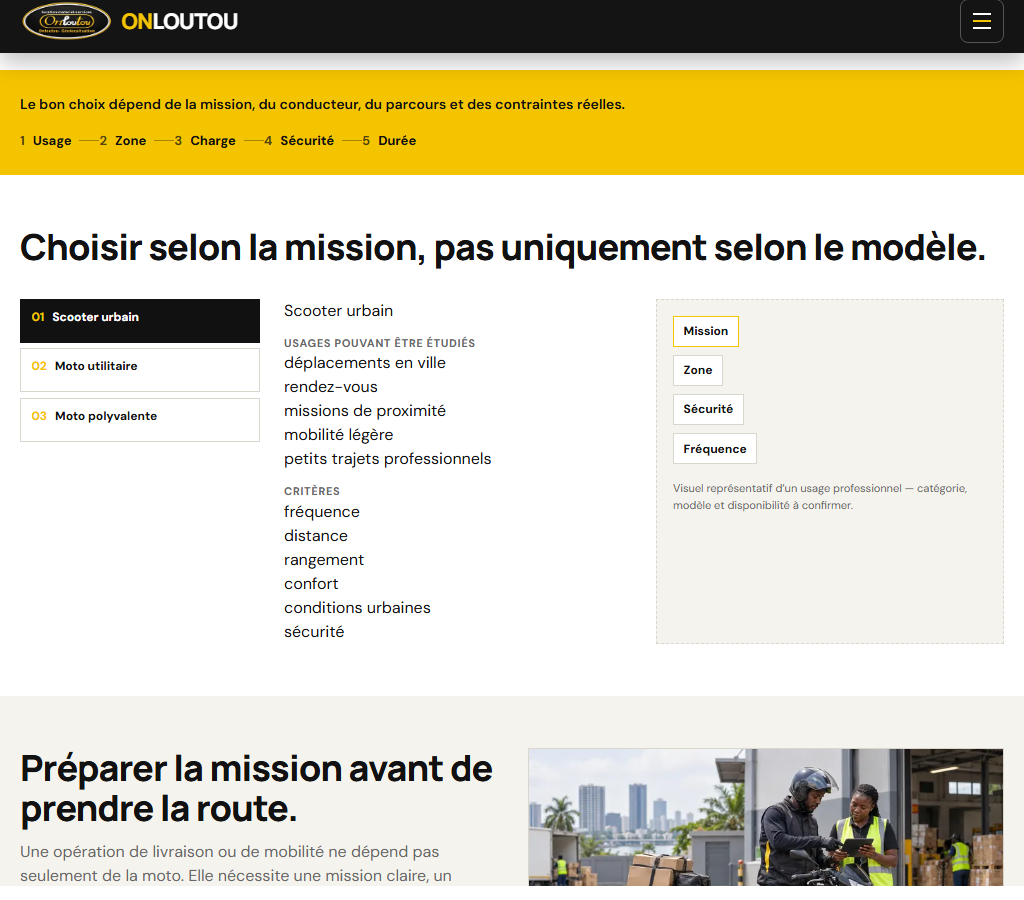 OnLoutou
ONLOUTOU
Le bon choix dépend de la mission, du conducteur, du parcours et des contraintes réelles.
1 Usage 2 Zone 3 Charge 4 Sécurité 5 Durée
Choisir selon la mission, pas uniquement selon le modèle.
01 Scooter urbain
02 Moto utilitaire
03 Moto polyvalente
Scooter urbain
USAGES POUVANT ÊTRE ÉTUDIÉS
déplacements en ville
rendez-vous
missions de proximité
mobilité légère
petits trajets professionnels
CRITÈRES
fréquence
distance
rangement
confort
conditions urbaines
sécurité
Mission
Zone
Sécurité
Fréquence
Visuel représentatif d’un usage professionnel — catégorie,
modèle et disponibilité à confirmer.
Préparer la mission avant de
prendre la route.
Une opération de livraison ou de mobilité ne dépend pas
seulement de la moto. Elle nécessite une mission claire, un